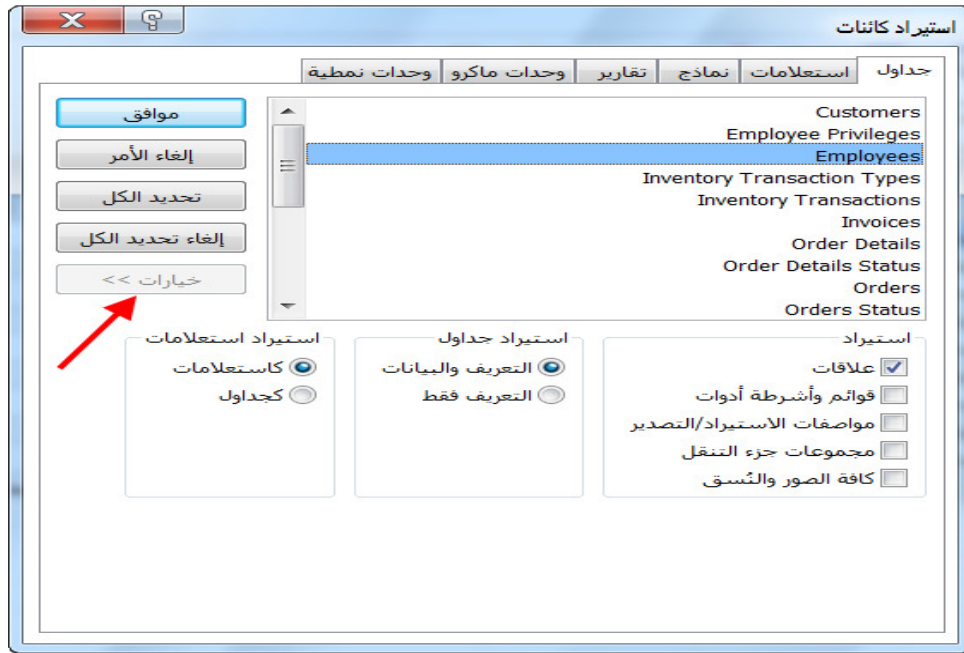 استيراد كائنات
جداول
استعلامات
نماذج
تقارير
وحدات ماكرو
وحدات نمطية
Customers
Employee Privileges
Employees
Inventory Transaction Types
Inventory Transactions
Invoices
Order Details
Order Details Status
Orders
Orders Status
موافق
إلغاء الأمر
تحديد الكل
إلغاء تحديد الكل
خيارات >>
استيراد
علاقات
قوائم وأشرطة أدوات
مواصفات الاستيراد/التصدير
مجموعات جزء التنقل
كافة الصور والنُسق
استيراد جداول
التعريف والبيانات
التعريف فقط
استيراد استعلامات
كاستعلامات
كجداول